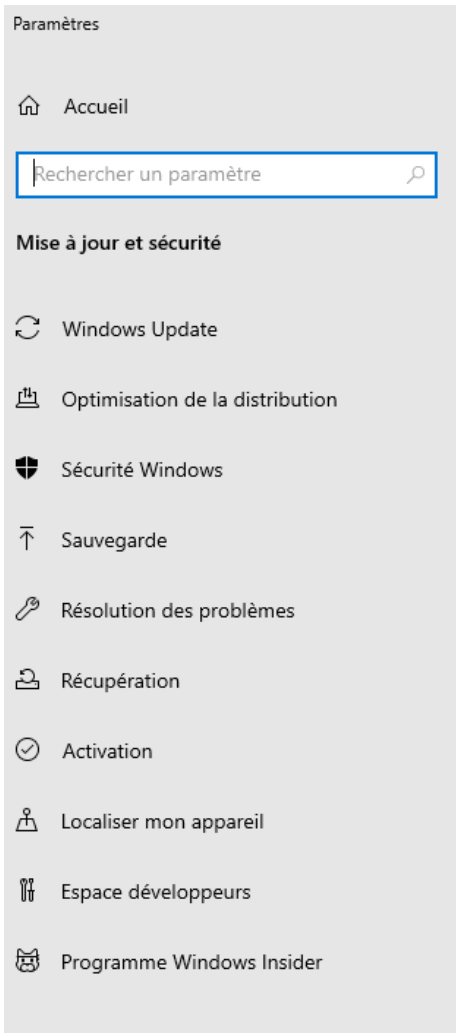 Paramètres
Accueil
Rechercher un paramètre
Mise à jour et sécurité
Windows Update
Optimisation de la distribution
Sécurité Windows
Sauvegarde
Résolution des problèmes
Récupération
Activation
Localiser mon appareil
Espace développeurs
Programme Windows Insider